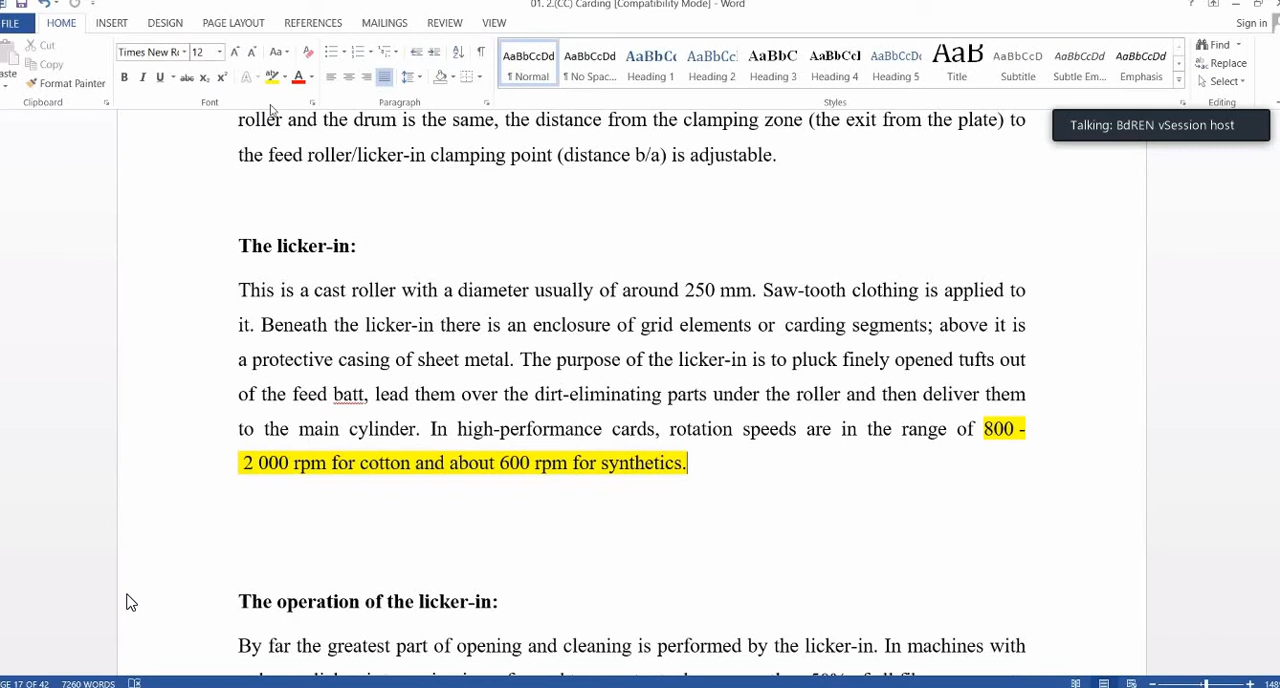 01. 2.(CC) Carding [Compatibility Mode] - Word
FILE HOME INSERT DESIGN PAGE LAYOUT REFERENCES MAILINGS REVIEW VIEW Sign in
Cut
Copy
Format Painter
Clipboard
Times New Ro 12
Font
Paragraph
AaBbCcDd AaBbCcDd AaBbCc AaBbCc AaBbC AaBbCcI AaBbCcDd AaB AaBbCcD AaBbCcDd AaBbCcDd
¶ Normal ¶ No Spac... Heading 1 Heading 2 Heading 3 Heading 4 Heading 5 Title Subtitle Subtle Em... Emphasis
Styles
Find
Replace
Select
Editing
Talking: BdREN vSession host
roller and the drum is the same, the distance from the clamping zone (the exit from the plate) to
the feed roller/licker-in clamping point (distance b/a) is adjustable.
The licker-in:
This is a cast roller with a diameter usually of around 250 mm. Saw-tooth clothing is applied to
it. Beneath the licker-in there is an enclosure of grid elements or carding segments; above it is
a protective casing of sheet metal. The purpose of the licker-in is to pluck finely opened tufts out
of the feed batt, lead them over the dirt-eliminating parts under the roller and then deliver them
to the main cylinder. In high-performance cards, rotation speeds are in the range of 800 -
2 000 rpm for cotton and about 600 rpm for synthetics.
The operation of the licker-in:
By far the greatest part of opening and cleaning is performed by the licker-in. In machines with
GE 17 OF 42 7260 WORDS